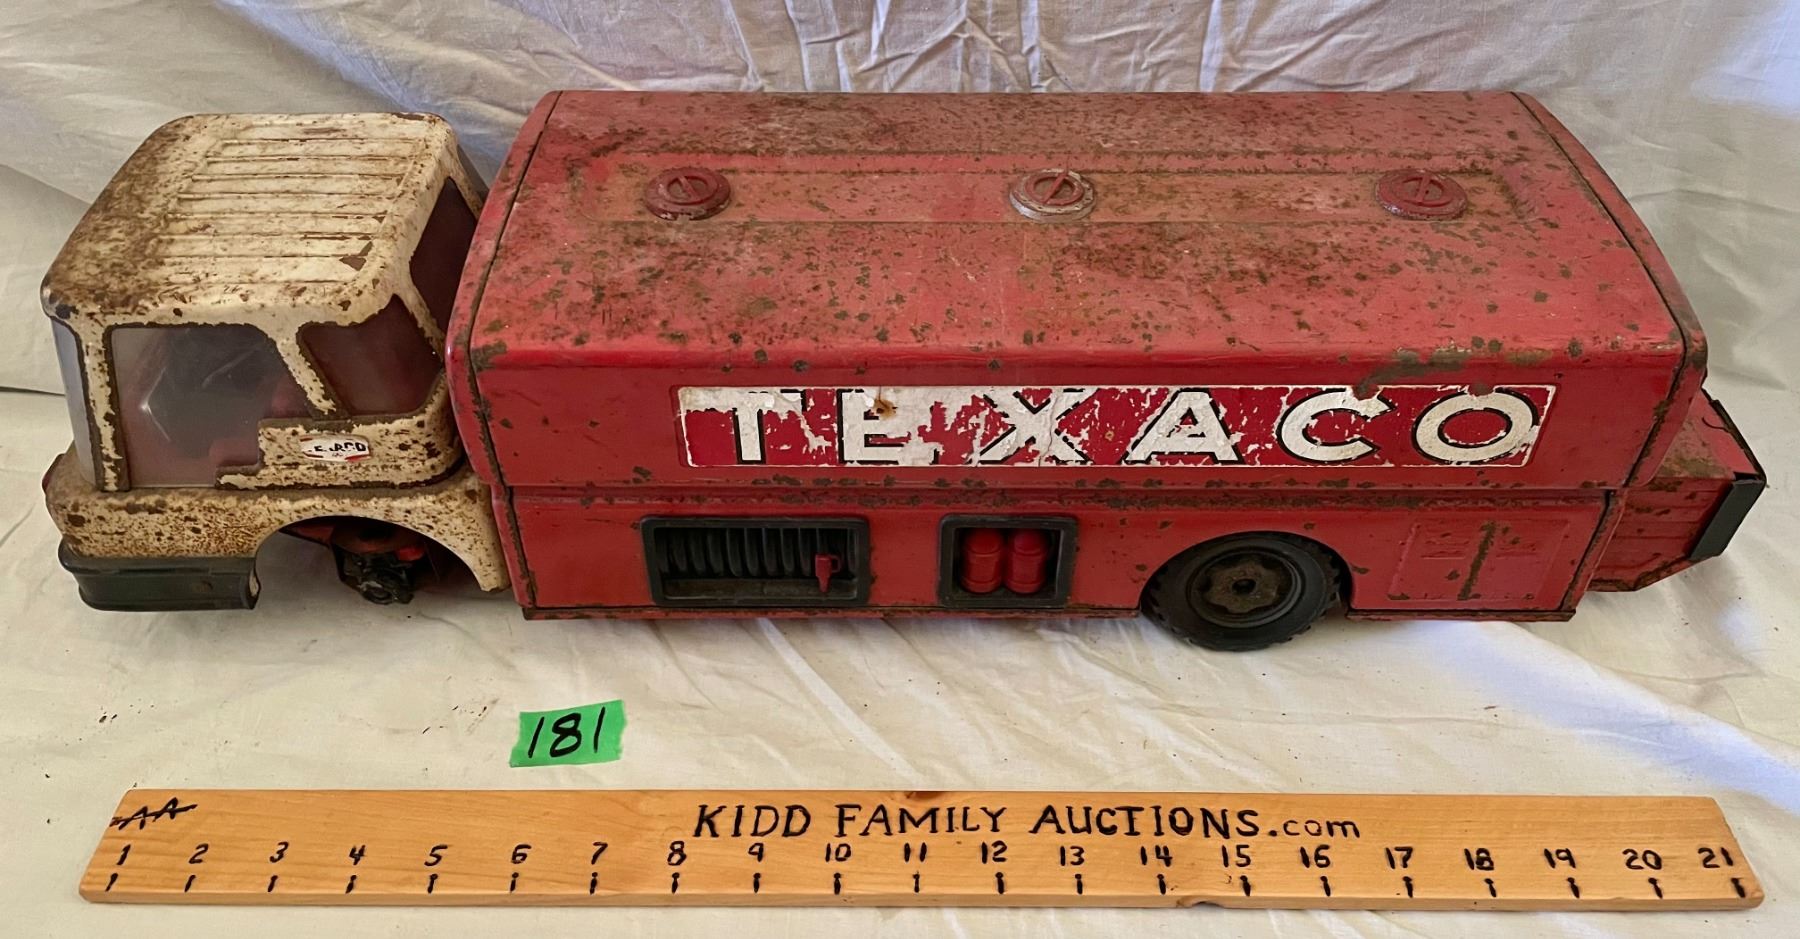 TEXACO
181
KIDD FAMILY AUCTIONS.com
1 2 3 4 5 6 7 8 9 10 11 12 13 14 15 16 17 18 19 20 21